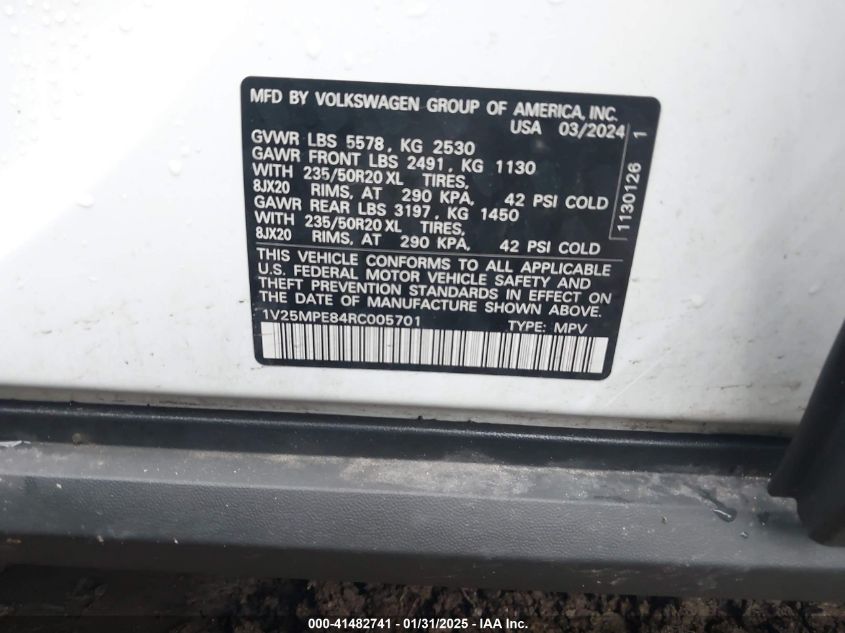 MFD BY VOLKSWAGEN GROUP OF AMERICA, INC.
USA 03/2024
GVWR LBS 5578, KG 2530
GAWR FRONT LBS 2491, KG 1130
WITH 235/50R20 XL TIRES,
8JX20 RIMS, AT 290 KPA, 42 PSI COLD
GAWR REAR LBS 3197, KG 1450
WITH 235/50R20 XL TIRES,
8JX20 RIMS, AT 290 KPA, 42 PSI COLD
THIS VEHICLE CONFORMS TO ALL APPLICABLE
U.S. FEDERAL MOTOR VEHICLE SAFETY AND
THEFT PREVENTION STANDARDS IN EFFECT ON
THE DATE OF MANUFACTURE SHOWN ABOVE.
1V25MPE84RC005701 TYPE: MPV
1130126 1
000-41482741 - 01/31/2025 - IAA Inc.